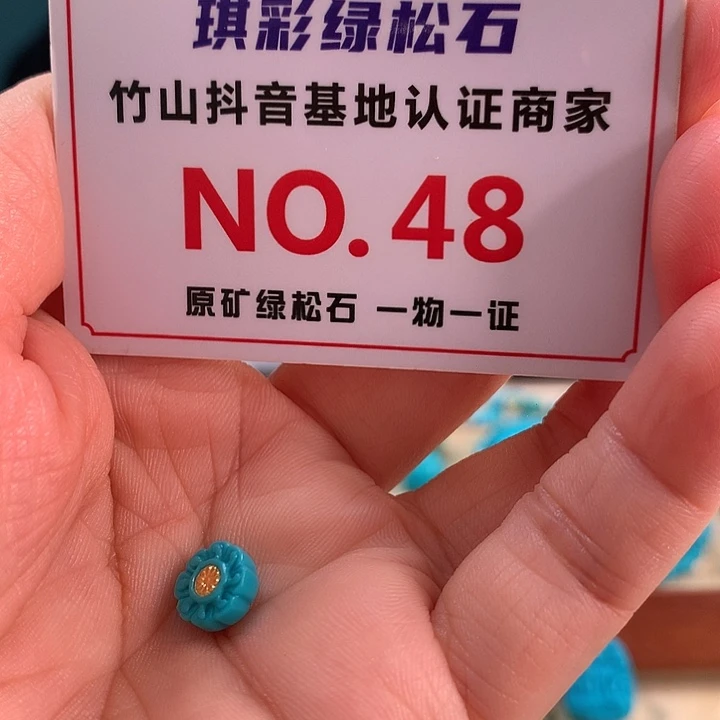 琪彩绿松石
竹山抖音基地认证商家
NO.48
原矿绿松石 一物一证